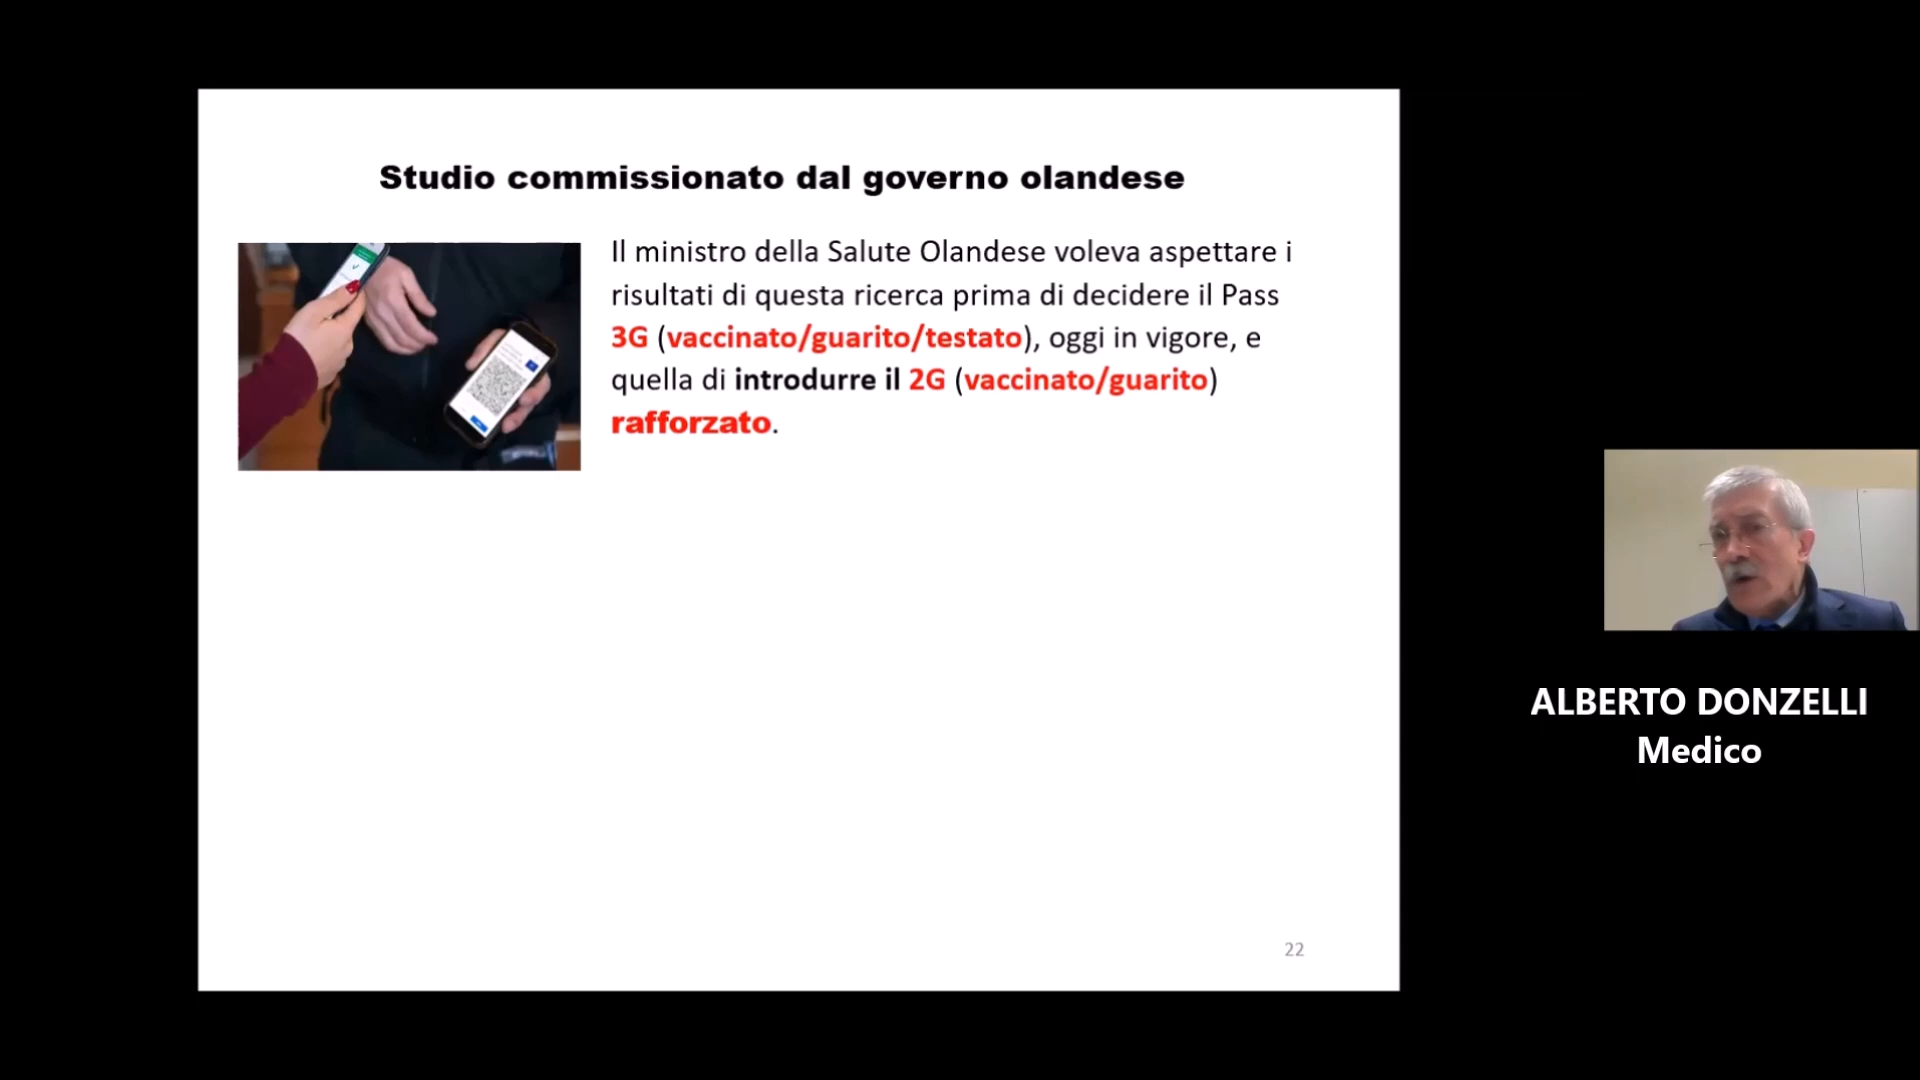 Studio commissionato dal governo olandese
Il ministro della Salute Olandese voleva aspettare i
risultati di questa ricerca prima di decidere il Pass
3G (vaccinato/guarito/testato), oggi in vigore, e
quella di introdurre il 2G (vaccinato/guarito)
rafforzato.
22
ALBERTO DONZELLI
Medico